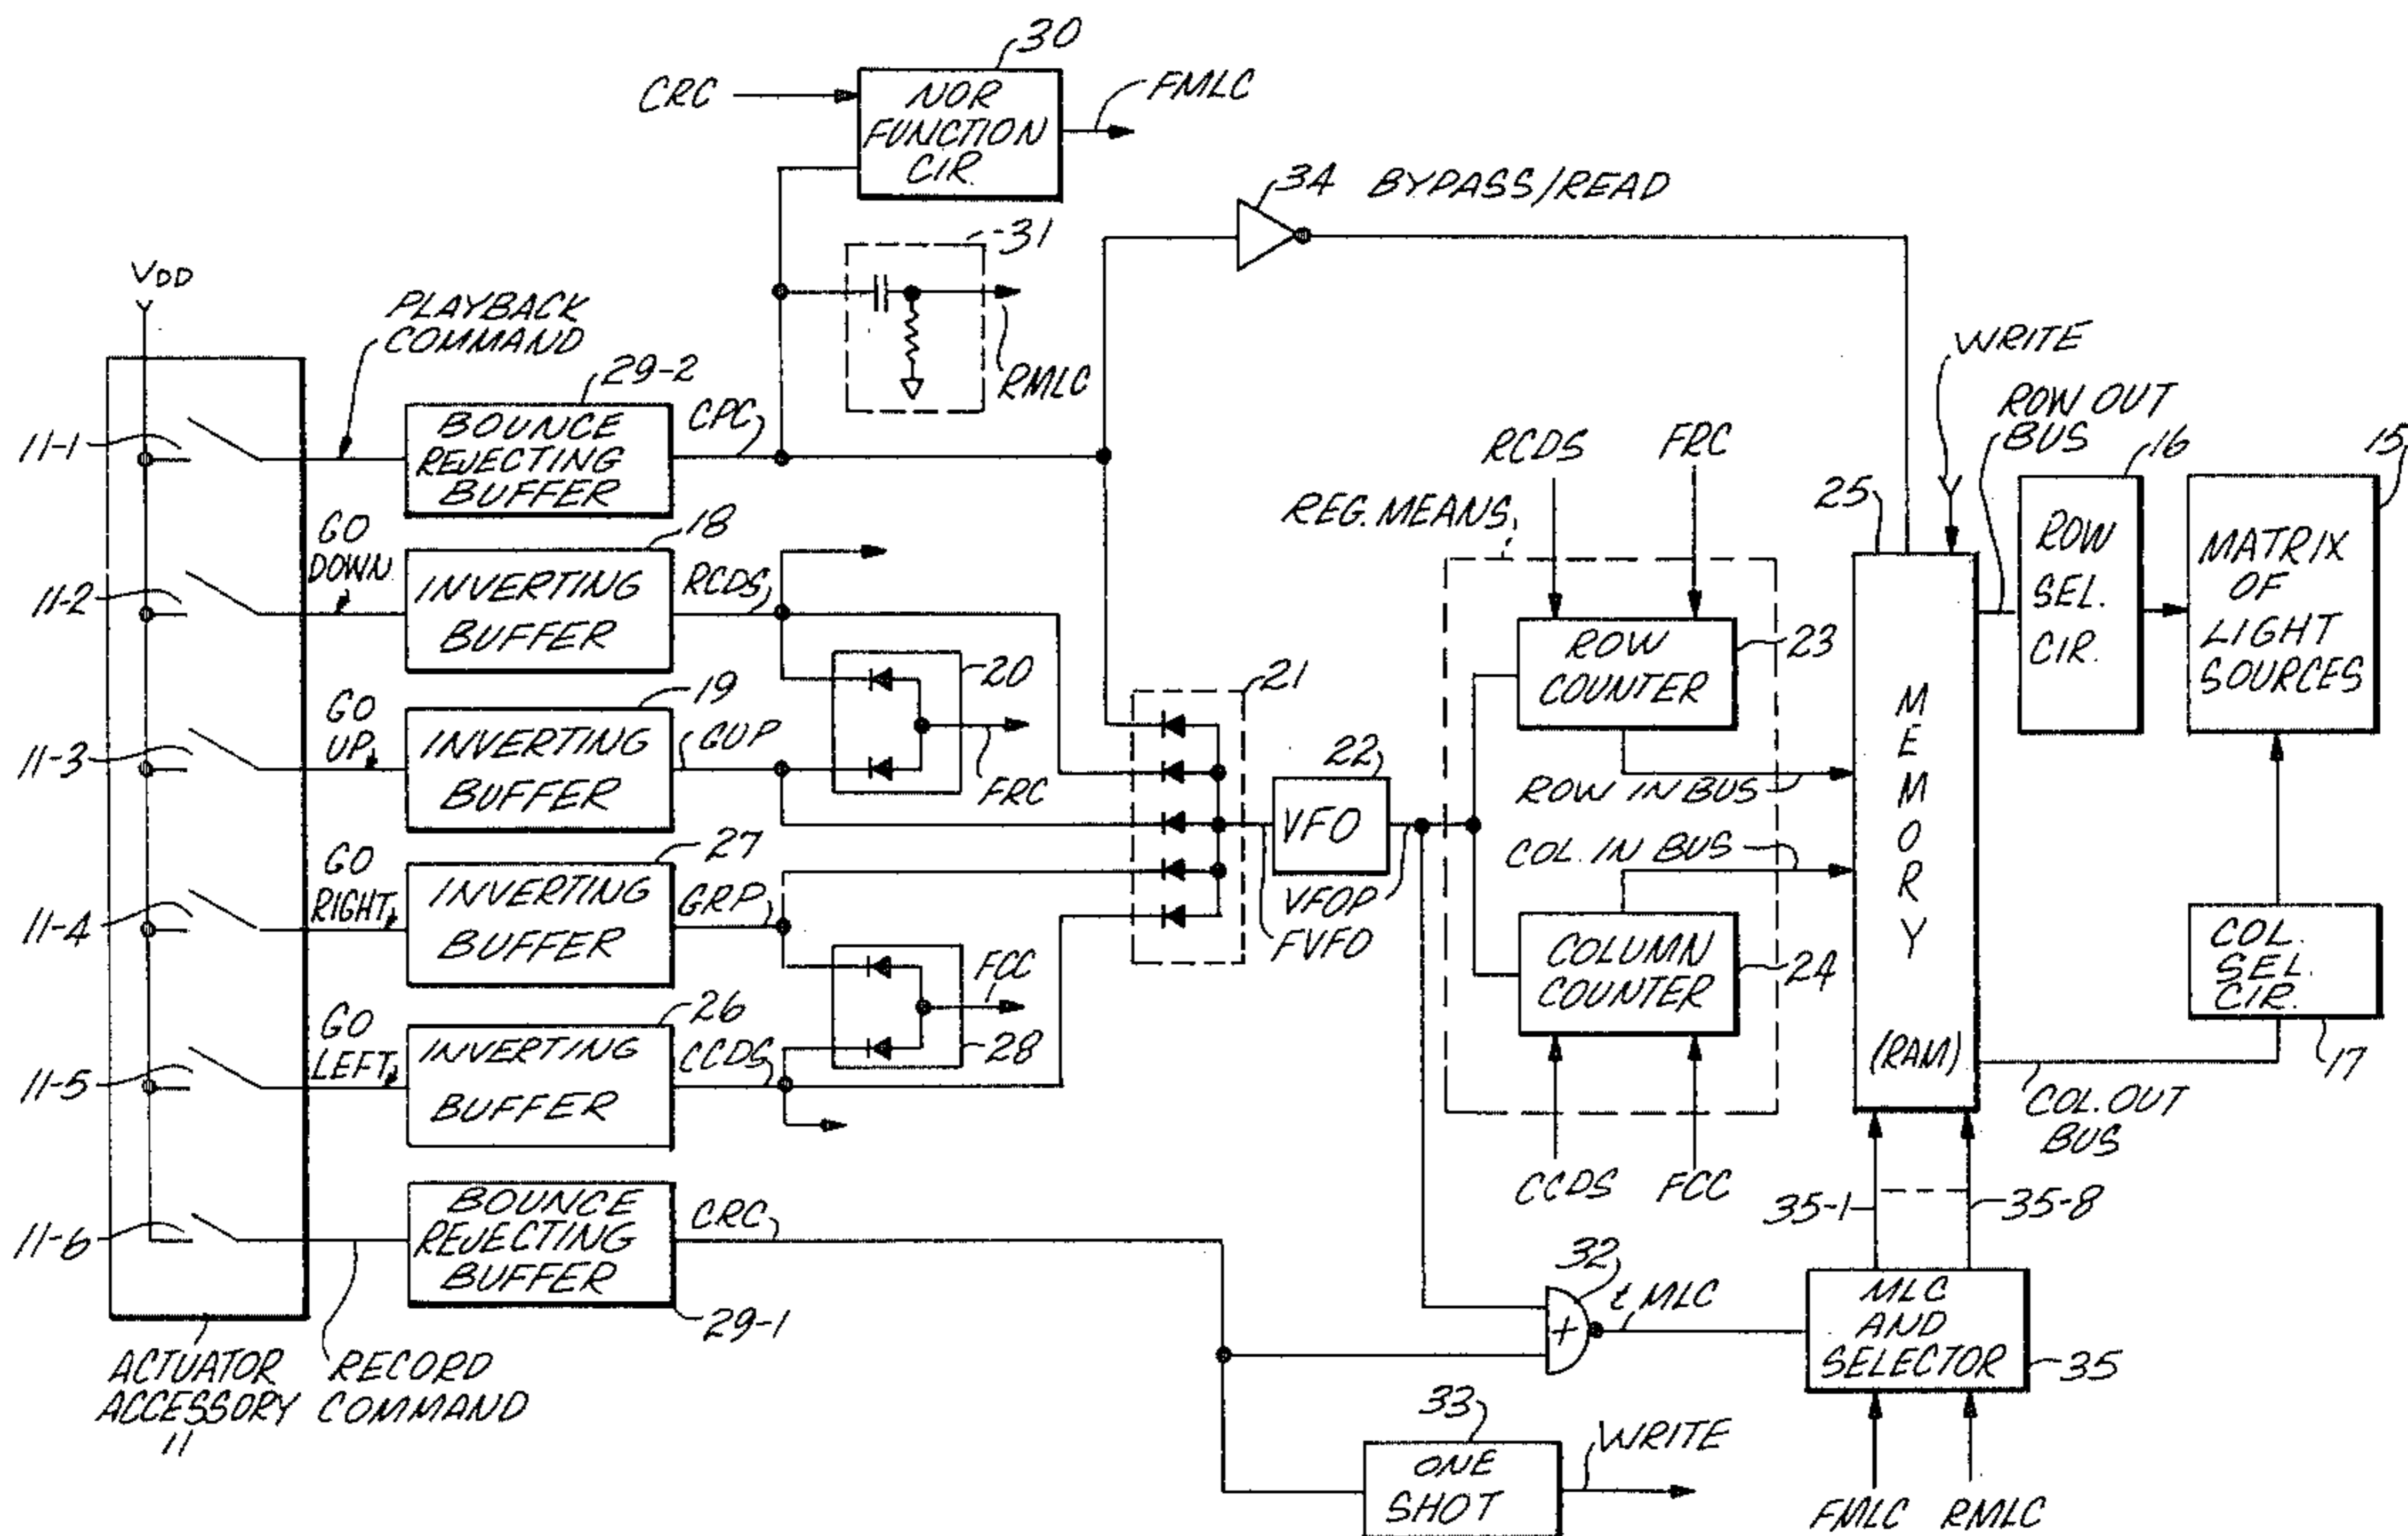 30
CRC
NOR
FUNCTION
CIR.
FMLC
34
BYPASS/READ
31
RMLC
VDD
PLAYBACK
COMMAND
29-2
BOUNCE
REJECTING
BUFFER
CPC
11-1
GO
DOWN
18
INVERTING
BUFFER
RCDS
11-2
20
GO
UP
19
INVERTING
BUFFER
GUP
FRC
11-3
21
GO
RIGHT
27
INVERTING
BUFFER
GRP
11-4
FCC
28
GO
LEFT
26
INVERTING
BUFFER
CCDS
11-5
BOUNCE
REJECTING
BUFFER
CRC
11-6
29-1
ACTUATOR
ACCESSORY
11
RECORD
COMMAND
22
VFO
VFOP
FVFO
RCDS
FRC
REG. MEANS
ROW
COUNTER
23
ROW IN BUS
COL. IN BUS
COLUMN
COUNTER
24
CCDS
FCC
25
MEMORY
(RAM)
WRITE
ROW OUT
BUS
16
ROW
SEL.
CIR.
15
MATRIX
OF
LIGHT
SOURCES
COL.
SEL.
CIR.
17
COL. OUT
BUS
35-1
35-8
32
+
MLC
MLC
AND
SELECTOR
35
FMLC
RMLC
33
ONE
SHOT
WRITE